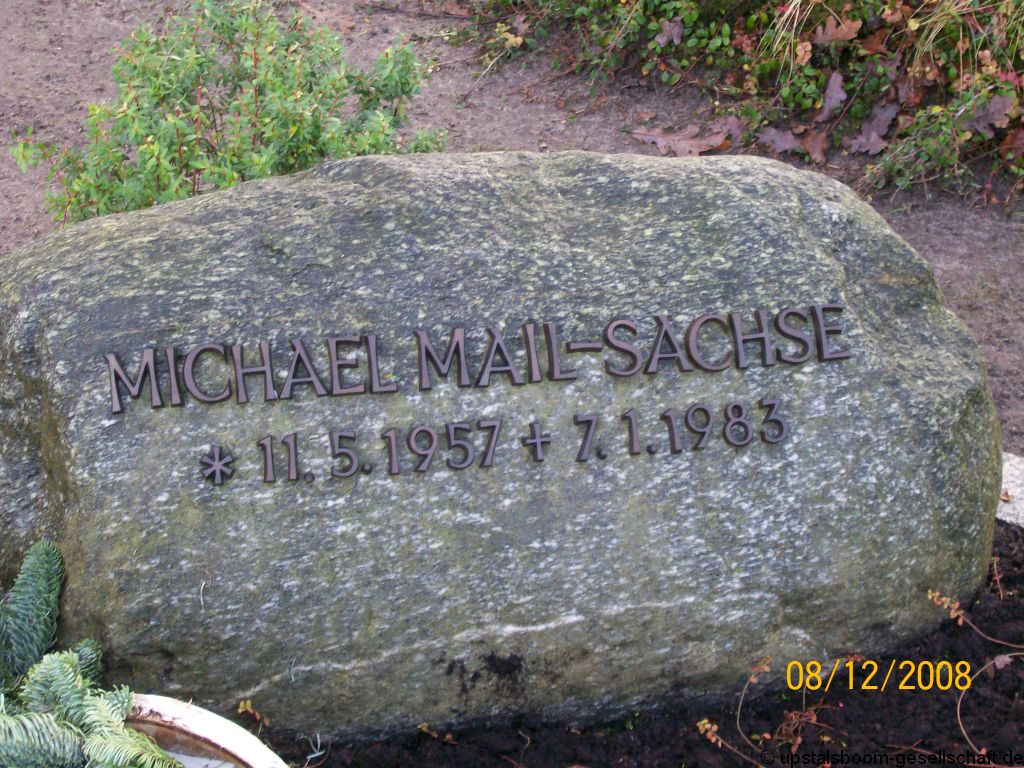 MICHAEL MAIL-SACHSE
* 11.5.1957 † 7.1.1983
08/12/2008
© upstalsboom-gesellschaft.de